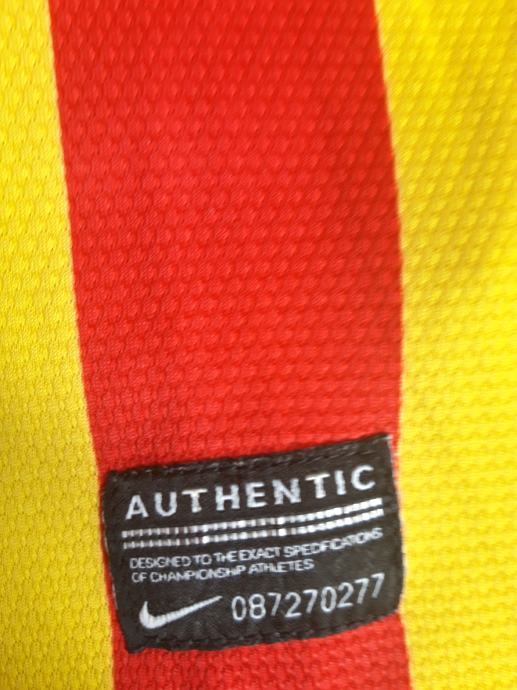 AUTHENTIC
DESIGNED TO THE EXACT SPECIFICATIONS
OF CHAMPIONSHIP ATHLETES
087270277